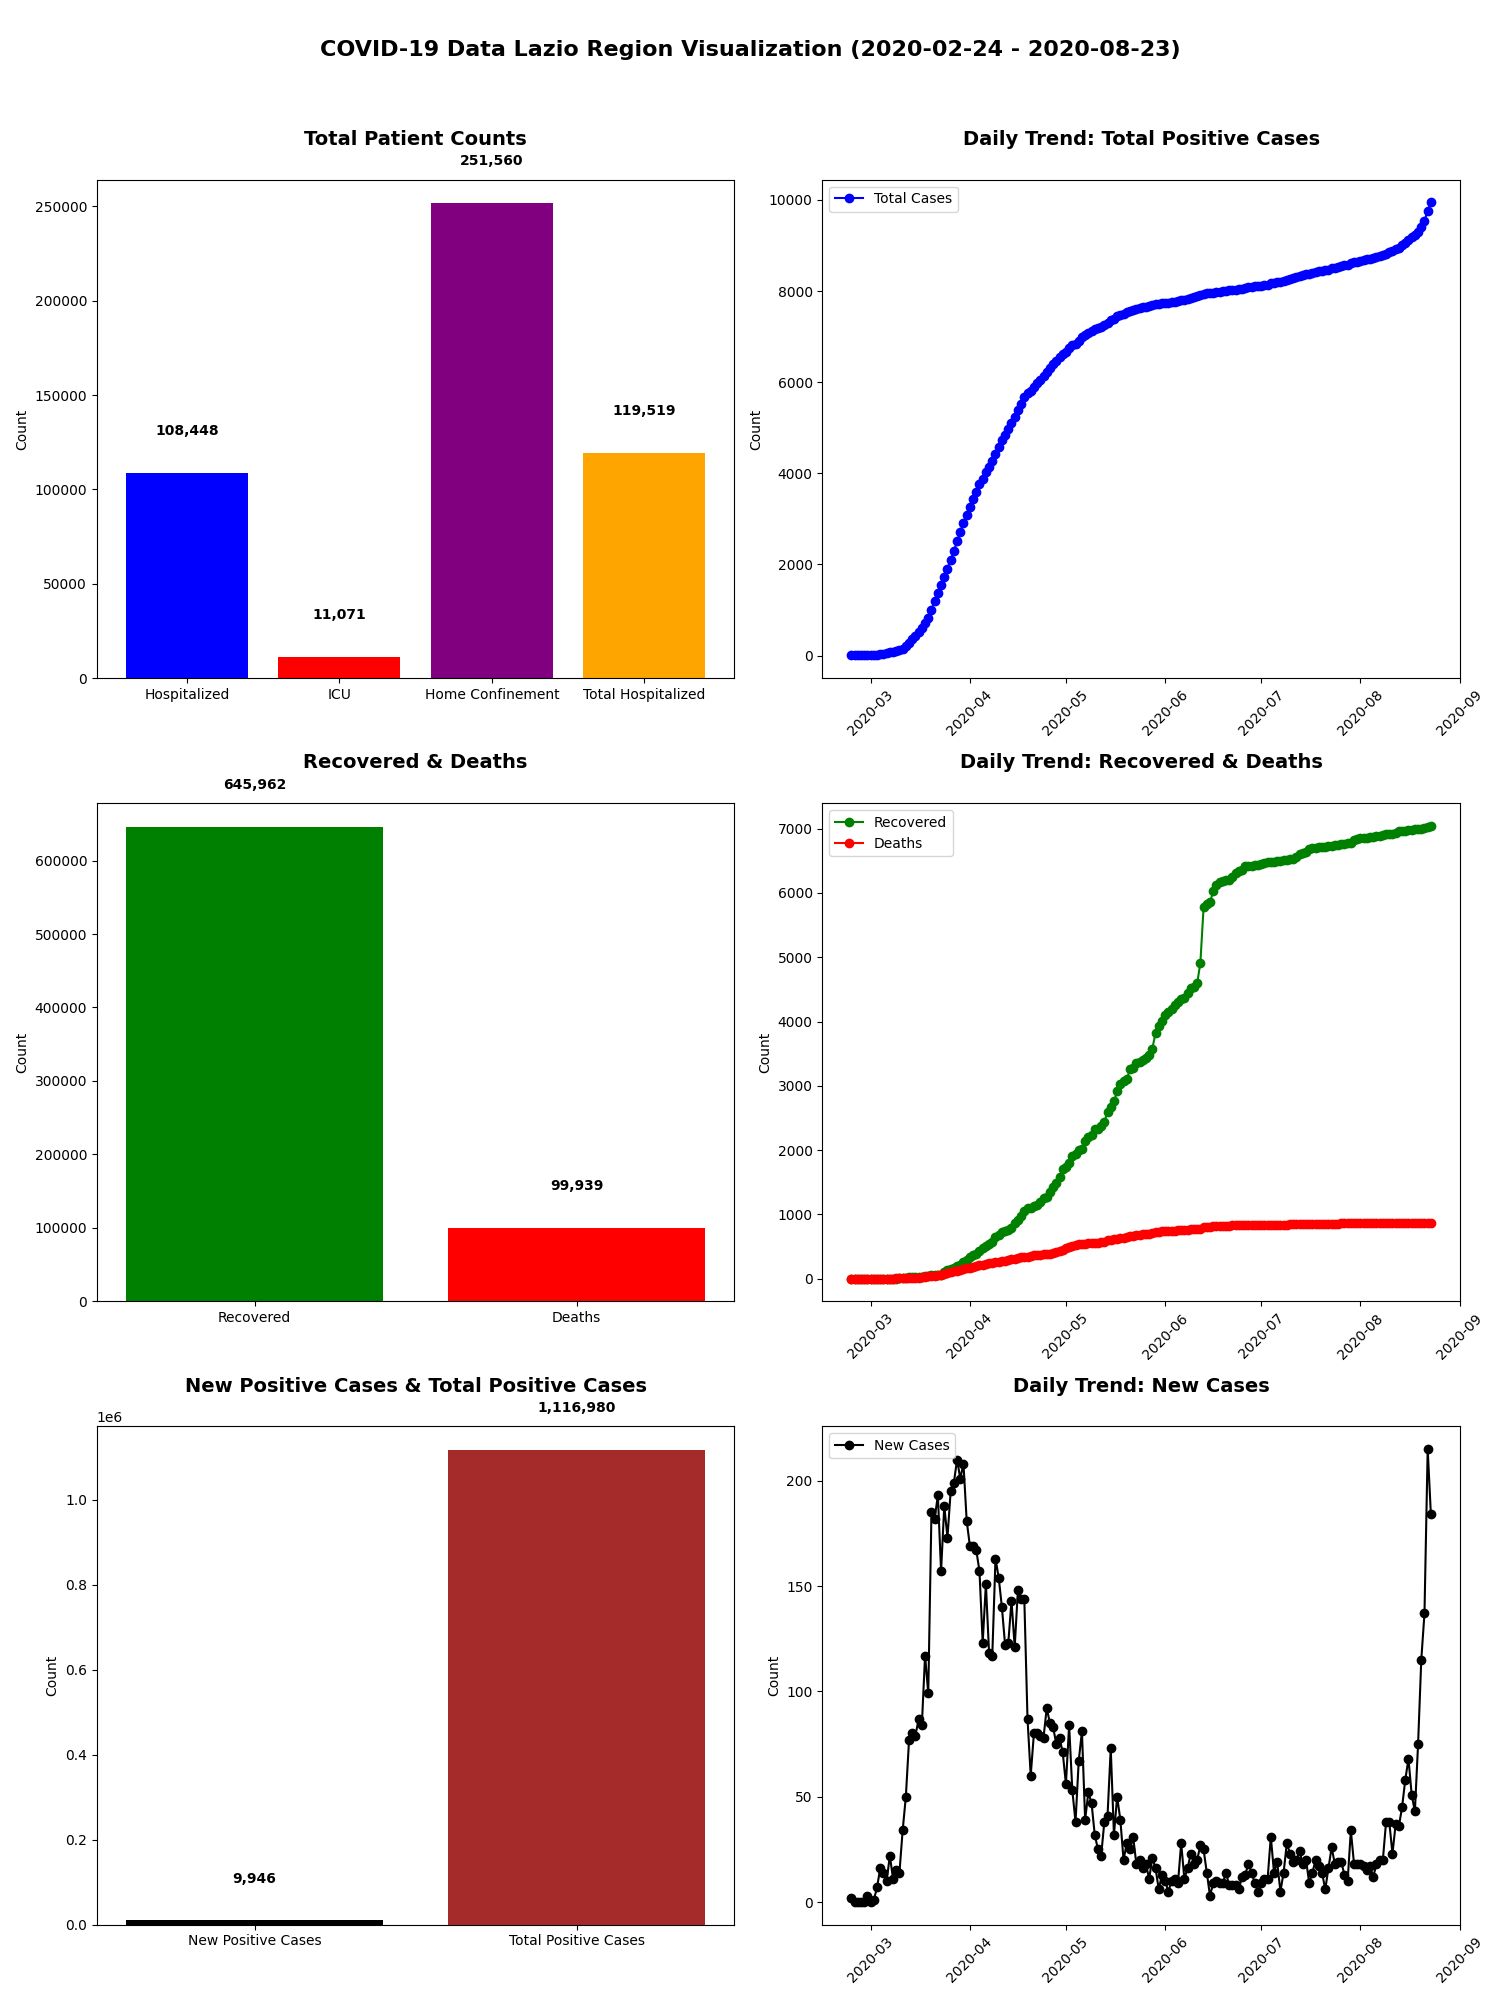 COVID-19 Data Lazio Region Visualization (2020-02-24 - 2020-08-23)
Total Patient Counts
251,560
108,448
11,071
119,519
Count
250000
200000
150000
100000
50000
0
Hospitalized
ICU
Home Confinement
Total Hospitalized
Daily Trend: Total Positive Cases
Total Cases
Count
10000
8000
6000
4000
2000
0
2020-03
2020-04
2020-05
2020-06
2020-07
2020-08
2020-09
Recovered & Deaths
645,962
99,939
Count
600000
500000
400000
300000
200000
100000
0
Recovered
Deaths
Daily Trend: Recovered & Deaths
Recovered
Deaths
Count
7000
6000
5000
4000
3000
2000
1000
0
2020-03
2020-04
2020-05
2020-06
2020-07
2020-08
2020-09
New Positive Cases & Total Positive Cases
1e6
1,116,980
9,946
Count
1.0
0.8
0.6
0.4
0.2
0.0
New Positive Cases
Total Positive Cases
Daily Trend: New Cases
New Cases
Count
200
150
100
50
0
2020-03
2020-04
2020-05
2020-06
2020-07
2020-08
2020-09